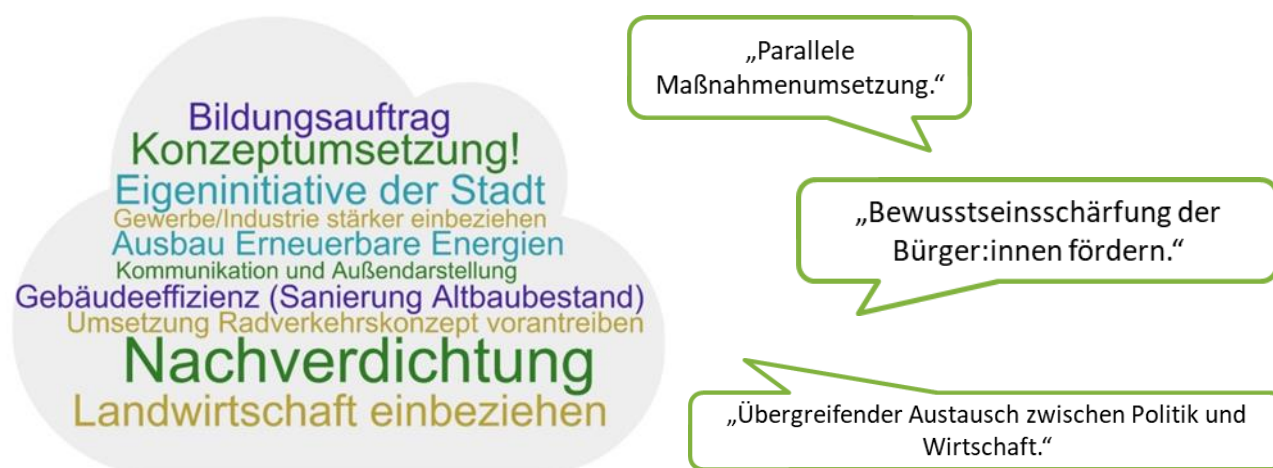 Bildungsauftrag
Konzeptumsetzung!
Eigeninitiative der Stadt
Gewerbe/Industrie stärker einbeziehen
Ausbau Erneuerbare Energien
Kommunikation und Außendarstellung
Gebäudeeffizienz (Sanierung Altbaubestand)
Umsetzung Radverkehrskonzept vorantreiben
Nachverdichtung
Landwirtschaft einbeziehen
„Parallele
Maßnahmenumsetzung.“
„Bewusstseinsschärfung der
Bürger:innen fördern.“
„Übergreifender Austausch zwischen Politik und
Wirtschaft.“